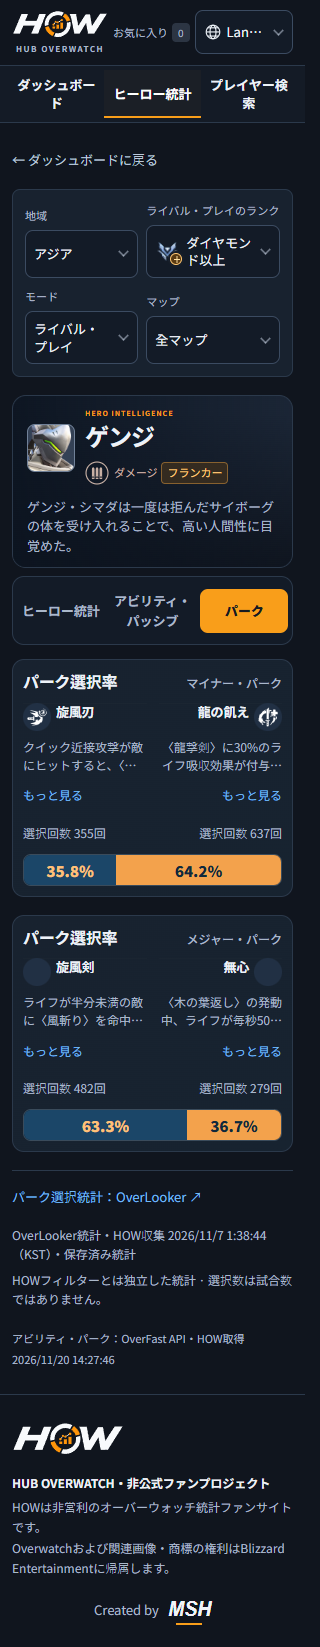 HOW
HUB OVERWATCH
お気に入り 0
Lan…
ダッシュボード
ヒーロー統計
プレイヤー検索
← ダッシュボードに戻る
地域
アジア
ライバル・プレイのランク
ダイヤモンド以上
モード
ライバル・プレイ
マップ
全マップ
HERO INTELLIGENCE
ゲンジ
ダメージ フランカー
ゲンジ・シマダは一度は拒んだサイボーグ
の体を受け入れることで、高い人間性に目
覚めた。
ヒーロー統計
アビリティ・パッシブ
パーク
パーク選択率 マイナー・パーク
旋風刃
龍の飢え
クイック近接攻撃が敵
にヒットすると、〈…
〈龍撃剣〉に30%のラ
イフ吸収効果が付与…
もっと見る もっと見る
選択回数 355回 選択回数 637回
35.8% 64.2%
パーク選択率 メジャー・パーク
旋風剣
無心
ライフが半分未満の敵
に〈風斬り〉を命中…
〈木の葉返し〉の発動
中、ライフが毎秒50…
もっと見る もっと見る
選択回数 482回 選択回数 279回
63.3% 36.7%
パーク選択統計：OverLooker ↗
OverLooker統計・HOW収集 2026/11/7 1:38:44
（KST）・保存済み統計
HOWフィルターとは独立した統計・選択数は試合数
ではありません。
アビリティ・パーク：OverFast API・HOW取得
2026/11/20 14:27:46
HOW
HUB OVERWATCH・非公式ファンプロジェクト
HOWは非営利のオーバーウォッチ統計ファンサイト
です。
Overwatchおよび関連画像・商標の権利はBlizzard
Entertainmentに帰属します。
Created by MSH